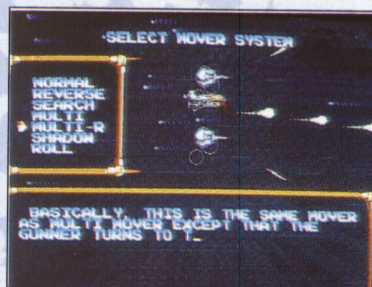 SELECT MOVER SYSTEM
NORMAL
REVERSE
SEARCH
MULTI
MULTI-R
SHADOW
ROLL
BASICALLY, THIS IS THE SAME MOVER
AS MULTI MOVER EXCEPT THAT THE
GUNNER TURNS TO T_